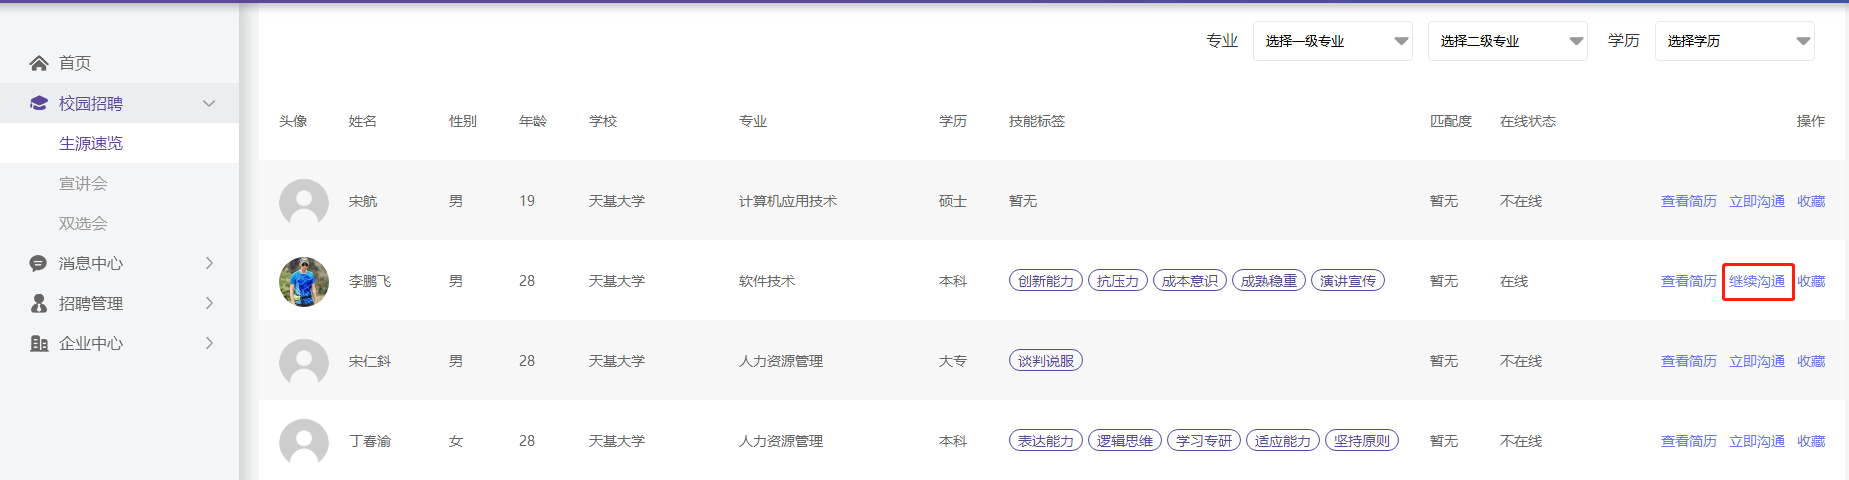 专业 选择一级专业 选择二级专业 学历 选择学历
首页
校园招聘
生源速览
宣讲会
双选会
消息中心
招聘管理
企业中心
头像 姓名 性别 年龄 学校 专业 学历 技能标签 匹配度 在线状态 操作
宋航 男 19 天基大学 计算机应用技术 硕士 暂无 暂无 不在线 查看简历 立即沟通 收藏
李鹏飞 男 28 天基大学 软件技术 本科 创新能力 抗压力 成本意识 成熟稳重 演讲宣传 暂无 在线 查看简历 继续沟通 收藏
宋仁斜 男 28 天基大学 人力资源管理 大专 谈判说服 暂无 不在线 查看简历 立即沟通 收藏
丁春渝 女 28 天基大学 人力资源管理 本科 表达能力 逻辑思维 学习专研 适应能力 坚持原则 暂无 不在线 查看简历 立即沟通 收藏